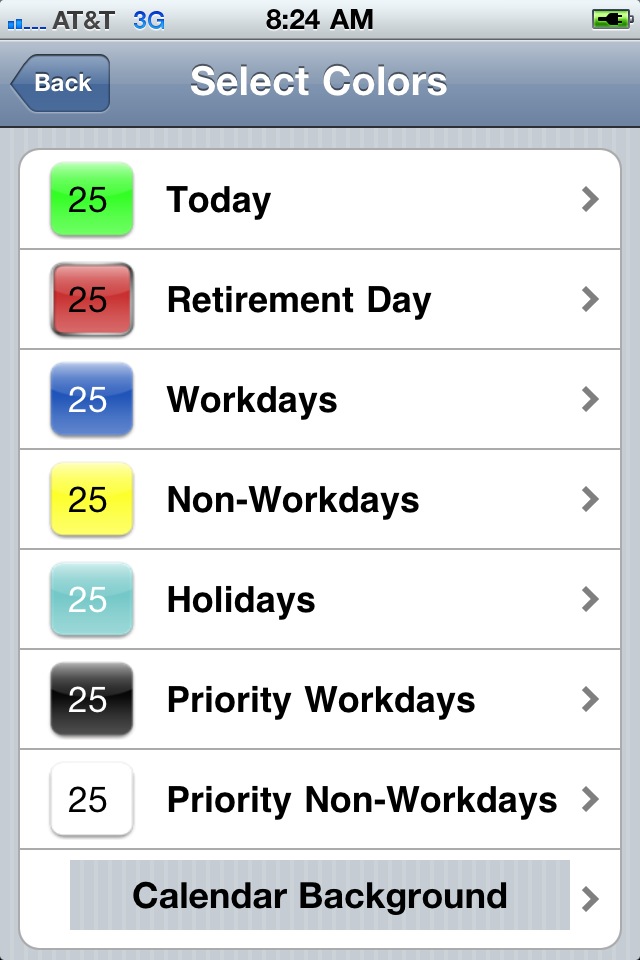 AT&T 3G 8:24 AM
Back Select Colors
25 Today
25 Retirement Day
25 Workdays
25 Non-Workdays
25 Holidays
25 Priority Workdays
25 Priority Non-Workdays
Calendar Background